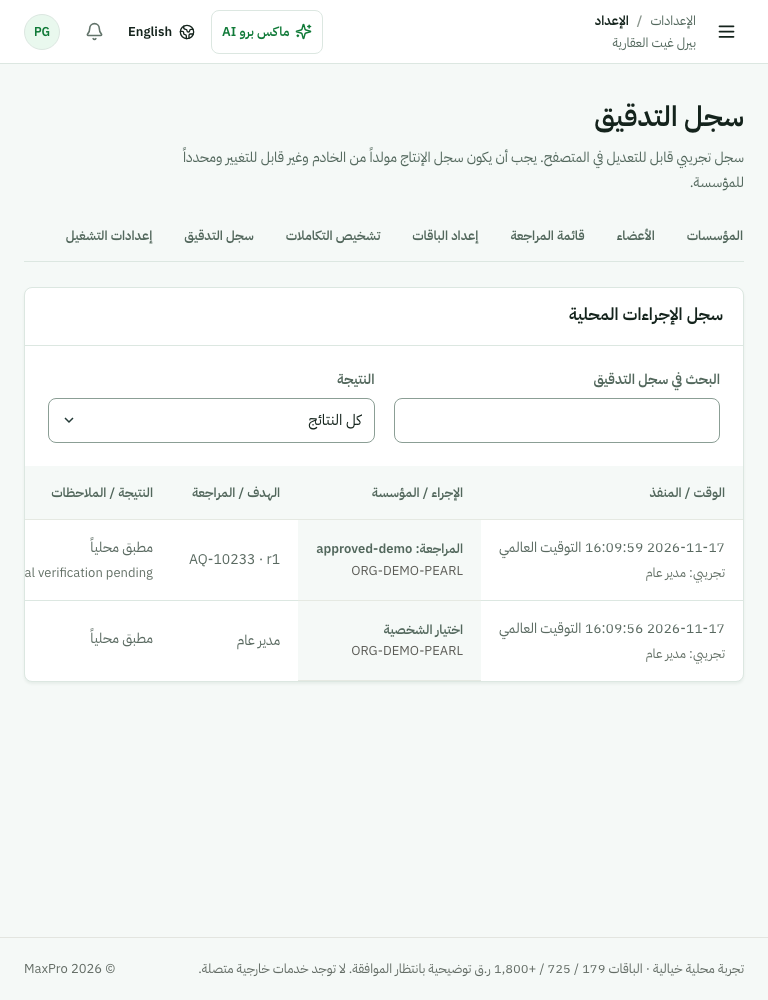 الإعدادات / الإعداد
بيرل غيت العقارية
ماكس برو AI
English
PG
سجل التدقيق
سجل تجريبي قابل للتعديل في المتصفح. يجب أن يكون سجل الإنتاج مولداً من الخادم وغير قابل للتغيير ومحدداً
للمؤسسة.
المؤسسات الأعضاء قائمة المراجعة إعداد الباقات تشخيص التكاملات سجل التدقيق إعدادات التشغيل
سجل الإجراءات المحلية
البحث في سجل التدقيق
النتيجة
كل النتائج
الوقت / المنفذ الإجراء / المؤسسة الهدف / المراجعة النتيجة / الملاحظات
2026-11-17 16:09:59 التوقيت العالمي
تجريبي: مدير عام
المراجعة: approved-demo
ORG-DEMO-PEARL
AQ-10233 · r1
مطبق محلياً
al verification pending
2026-11-17 16:09:56 التوقيت العالمي
تجريبي: مدير عام
اختيار الشخصية
ORG-DEMO-PEARL
مدير عام
مطبق محلياً
تجربة محلية خيالية · الباقات 179 / 725 / +1,800 ر.ق توضيحية بانتظار الموافقة. لا توجد خدمات خارجية متصلة.
© 2026 MaxPro